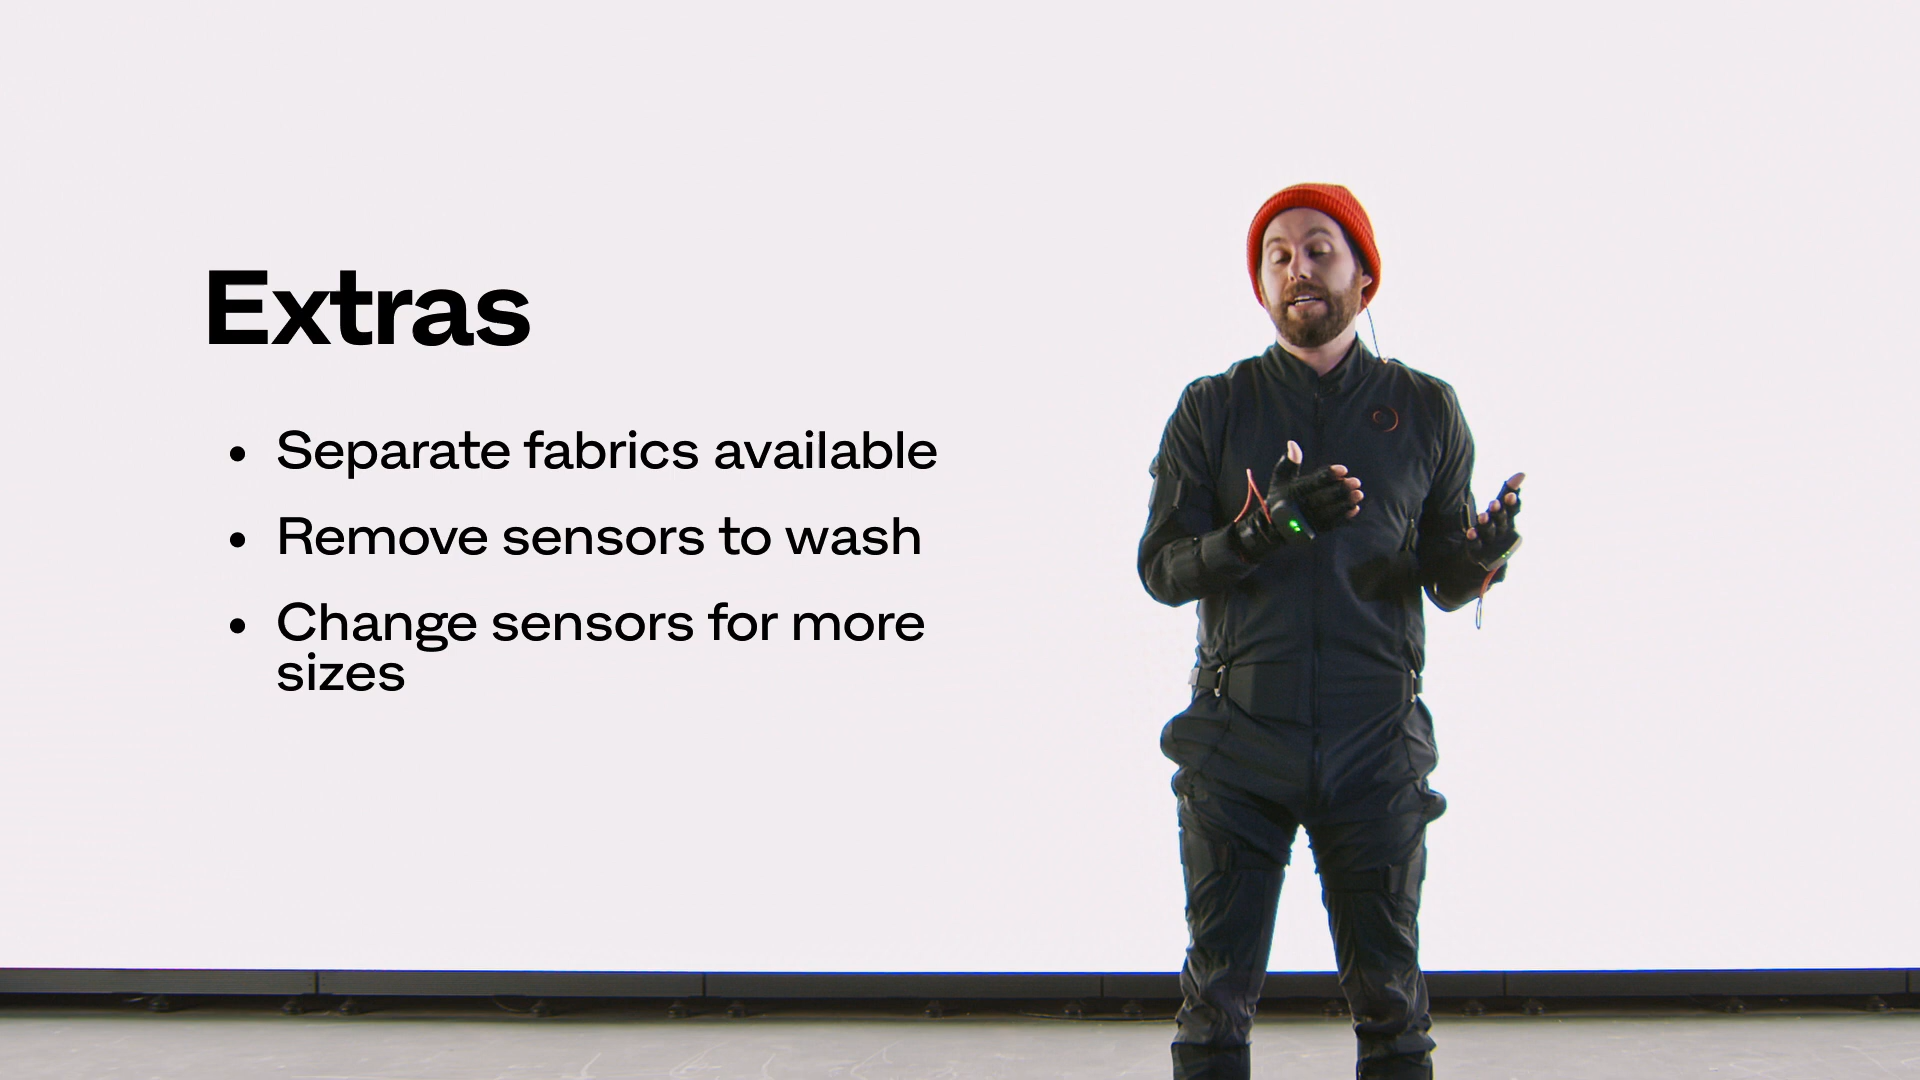 Extras
• Separate fabrics available
• Remove sensors to wash
• Change sensors for more
sizes